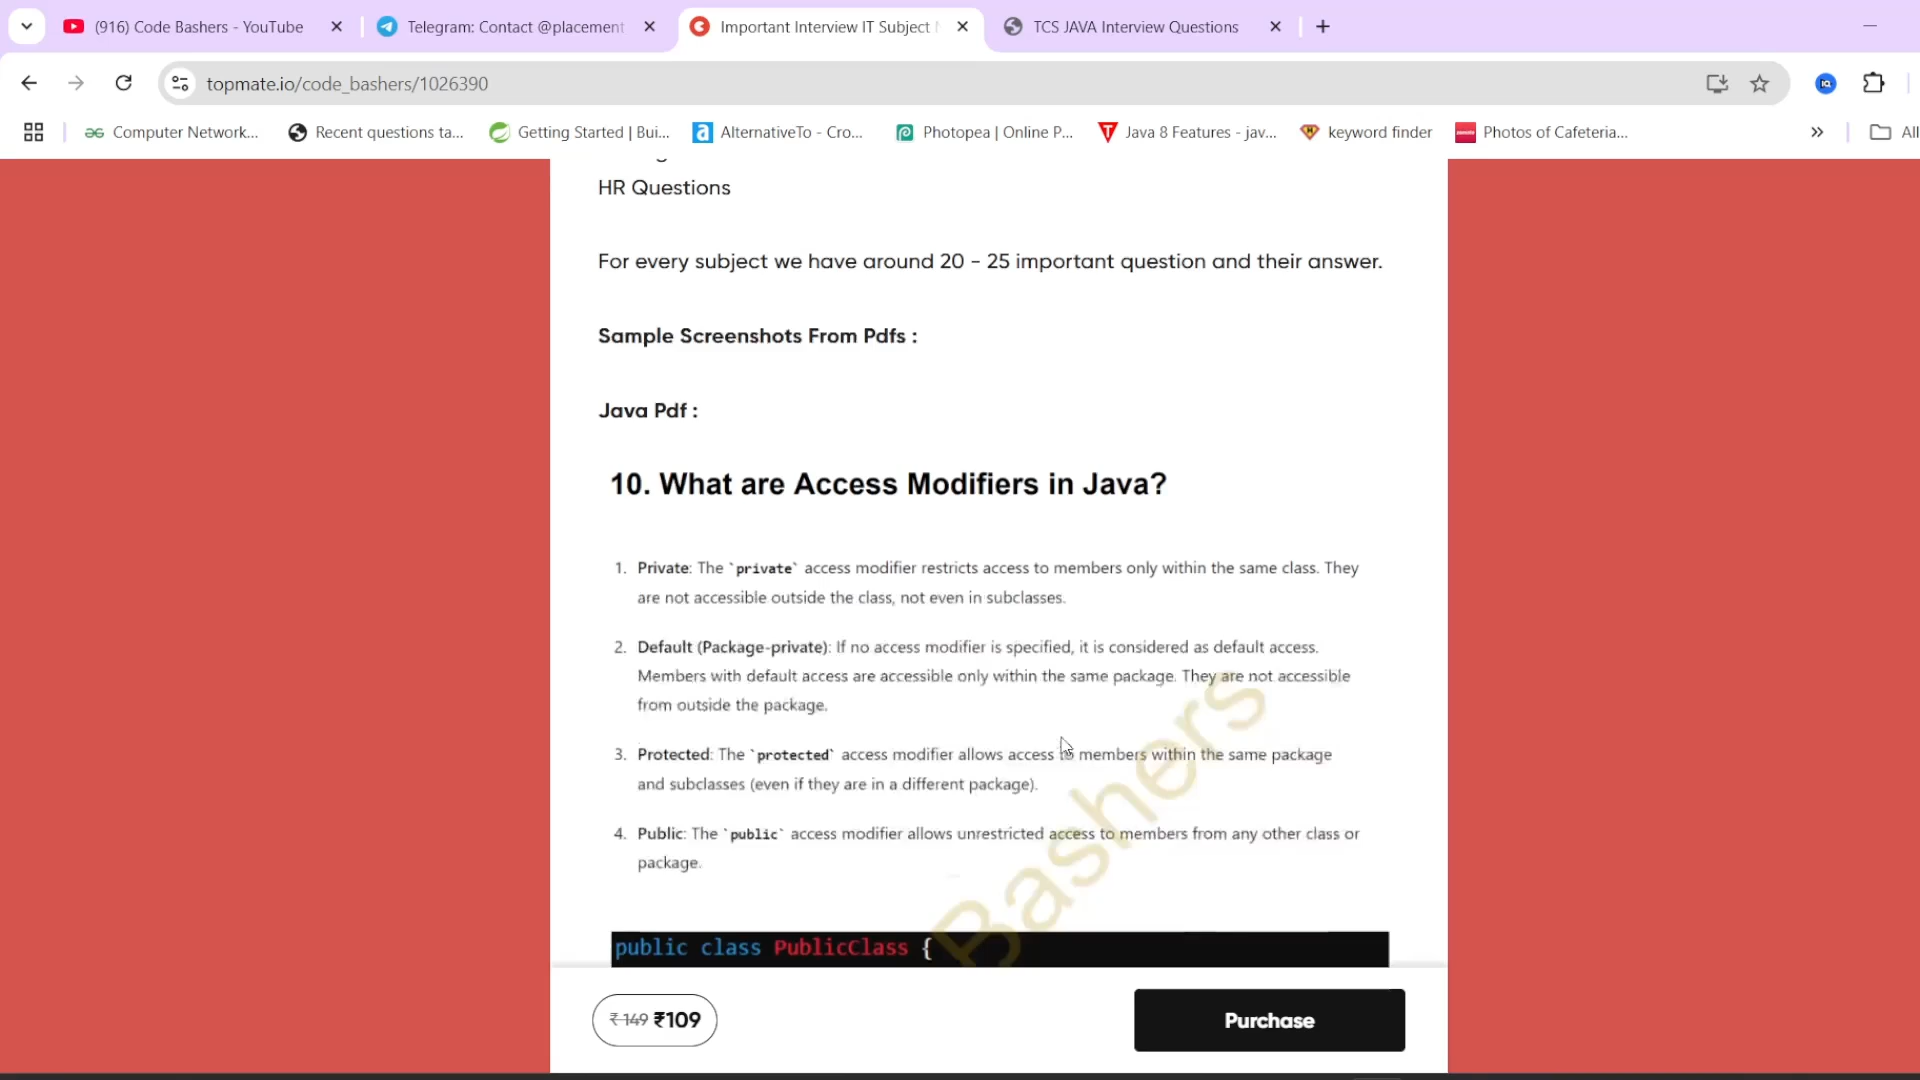 (916) Code Bashers - YouTube
Telegram: Contact @placement
Important Interview IT Subject
TCS JAVA Interview Questions
topmate.io/code_bashers/1026390
Computer Network...
Recent questions ta...
Getting Started | Bui...
AlternativeTo - Cro...
Photopea | Online P...
Java 8 Features - jav...
keyword finder
Photos of Cafeteria...
All
HR Questions
For every subject we have around 20 - 25 important question and their answer.
Sample Screenshots From Pdfs :
Java Pdf :
10. What are Access Modifiers in Java?
1. Private: The `private` access modifier restricts access to members only within the same class. They
are not accessible outside the class, not even in subclasses.
2. Default (Package-private): If no access modifier is specified, it is considered as default access.
Members with default access are accessible only within the same package. They are not accessible
from outside the package.
3. Protected: The `protected` access modifier allows access to members within the same package
and subclasses (even if they are in a different package).
4. Public: The `public` access modifier allows unrestricted access to members from any other class or
package.
Bashers
public class PublicClass {
₹149 ₹109
Purchase